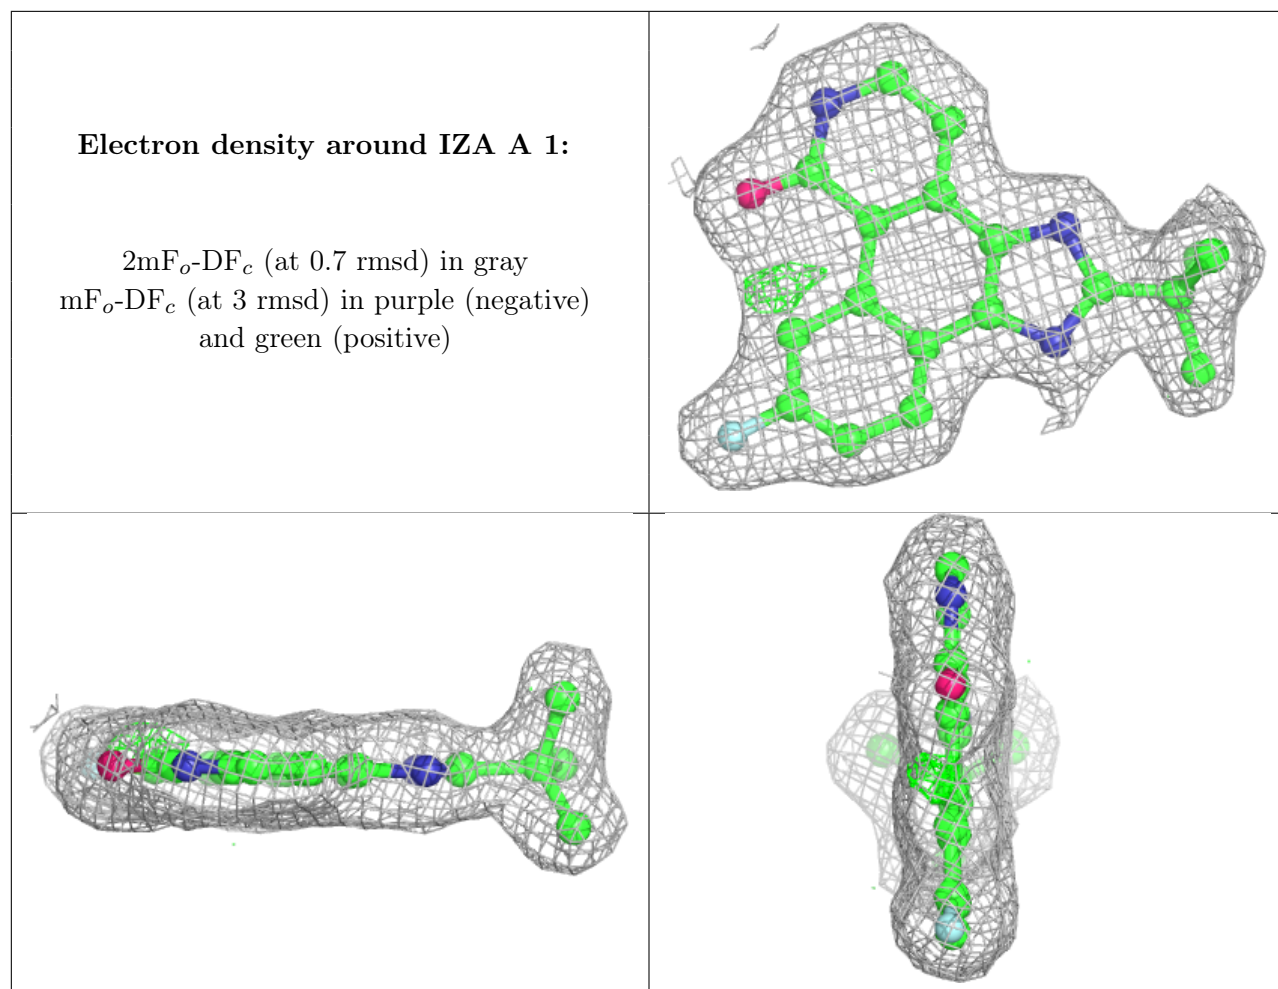 Electron density around IZA A 1:
2mFo-DFc (at 0.7 rmsd) in gray
mFo-DFc (at 3 rmsd) in purple (negative)
and green (positive)